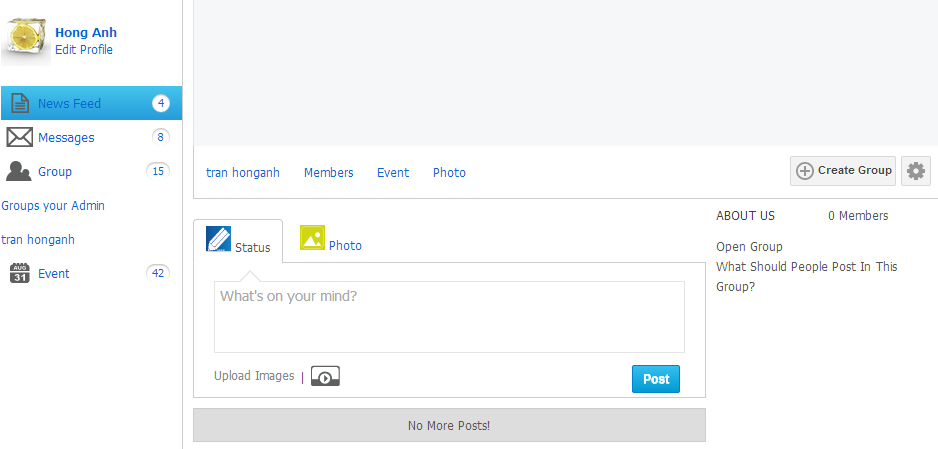 Hong Anh
Edit Profile
News Feed 4
Messages 8
Group 15
Groups your Admin
tran honganh
AUG
31
Event 42
tran honganh Members Event Photo
Create Group
Status Photo
What's on your mind?
Upload Images |
Post
No More Posts!
ABOUT US 0 Members
Open Group
What Should People Post In This
Group?